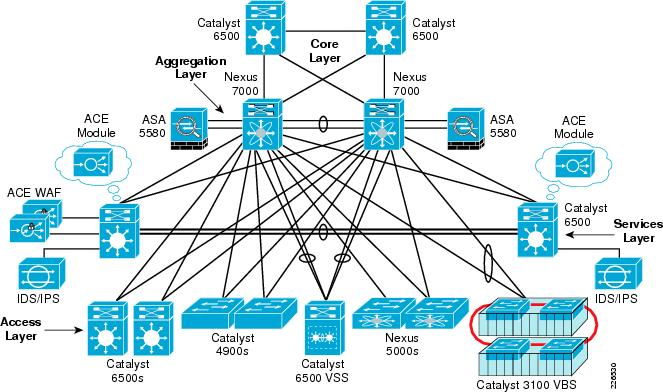 Catalyst
6500
Catalyst
6500
Core
Layer
Aggregation
Layer
Nexus
7000
Nexus
7000
ASA
5580
ASA
5580
ACE
Module
ACE
Module
ACE WAF
Catalyst
6500
Services
Layer
IDS/IPS
IDS/IPS
Access
Layer
Catalyst
6500s
Catalyst
4900s
Catalyst
6500 VSS
Nexus
5000s
Catalyst 3100 VBS
226530